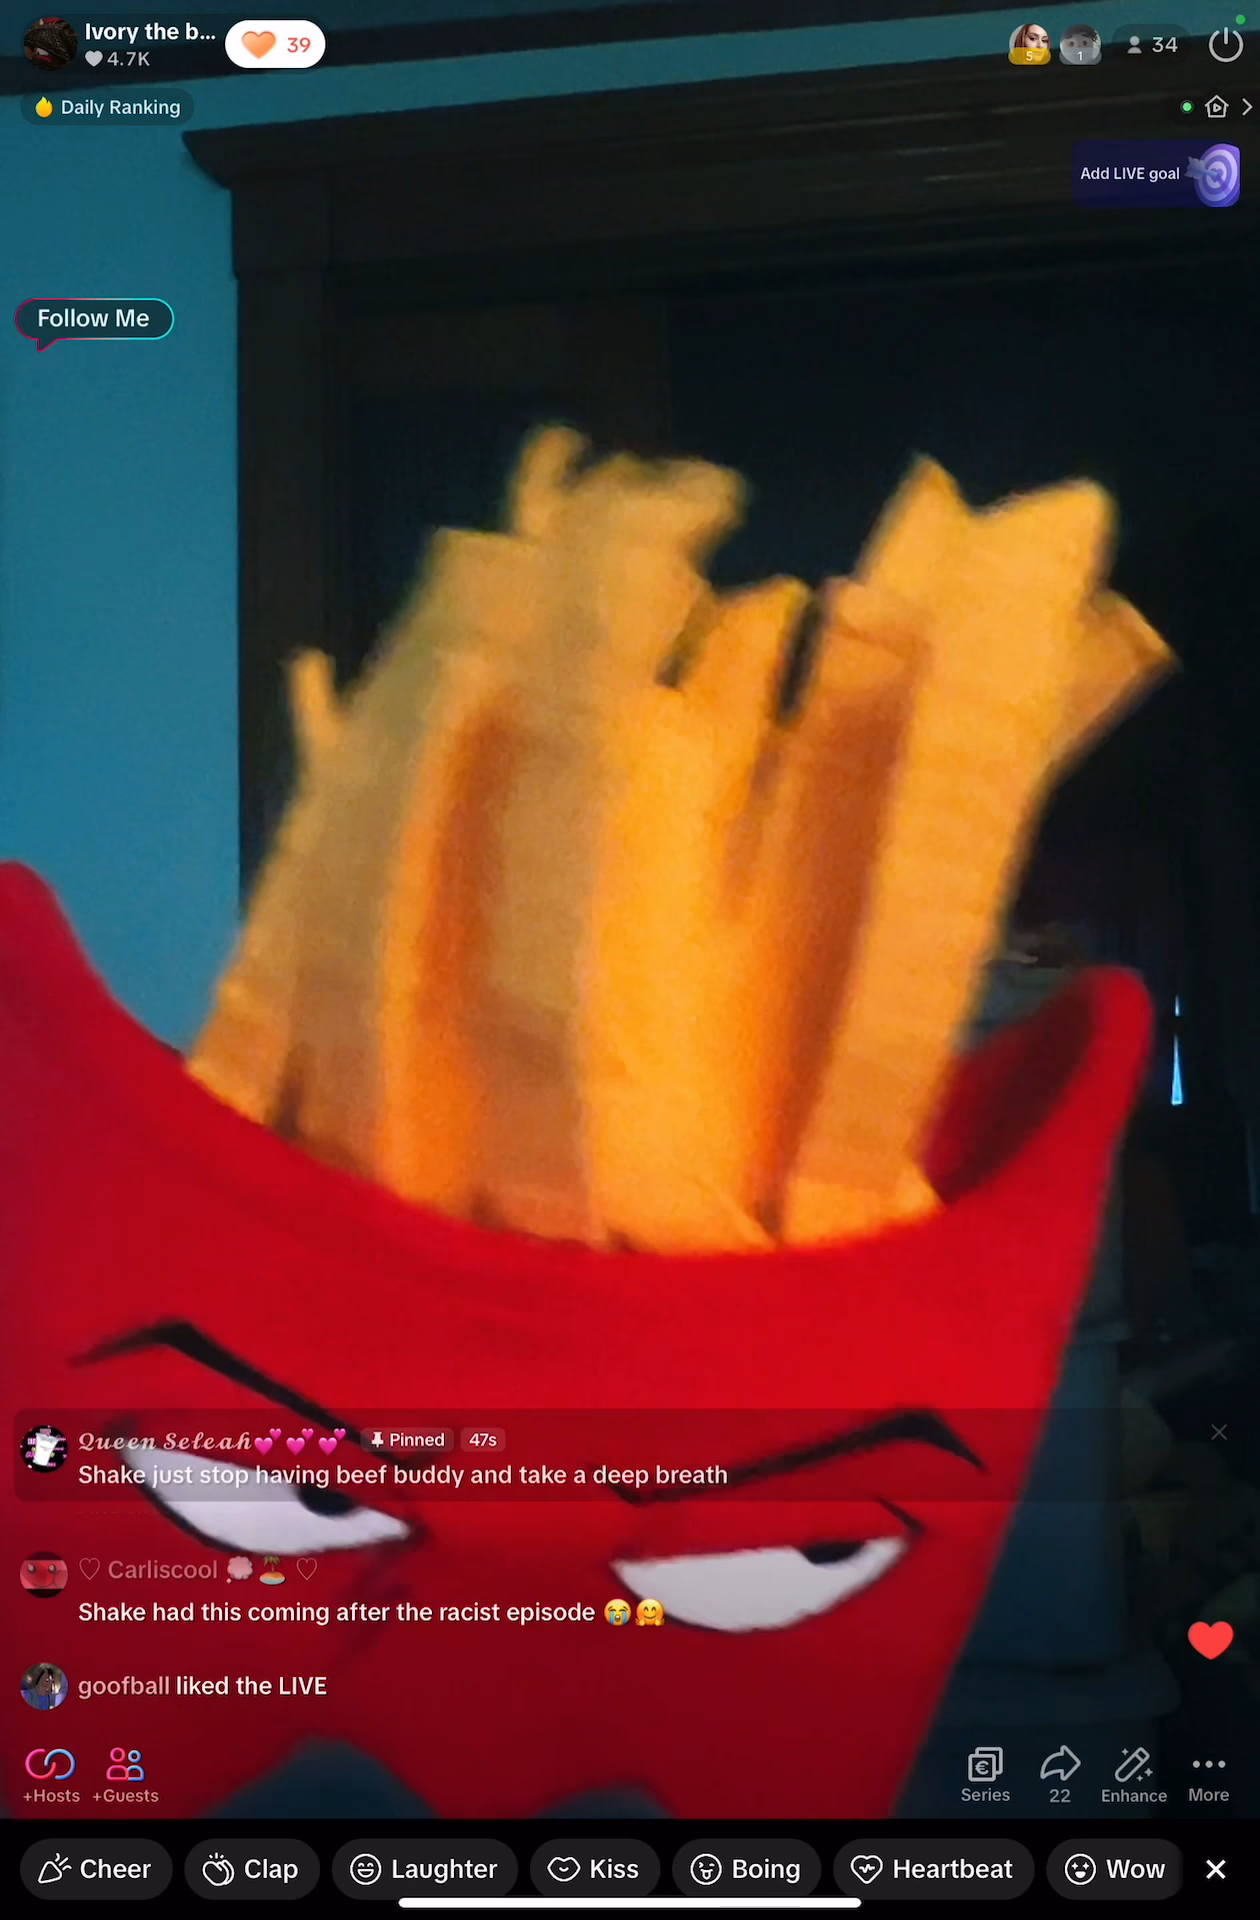 Ivory the b...
4.7K
39
5
1
34
Daily Ranking
Add LIVE goal
Follow Me
Queen Seleah💕💕💕 Pinned 47s
Shake just stop having beef buddy and take a deep breath
♡ Carliscool 💭🏝️ ♡
Shake had this coming after the racist episode 😭🤗
goofball liked the LIVE
+Hosts
+Guests
Series
22
Enhance
More
Cheer
Clap
Laughter
Kiss
Boing
Heartbeat
Wow